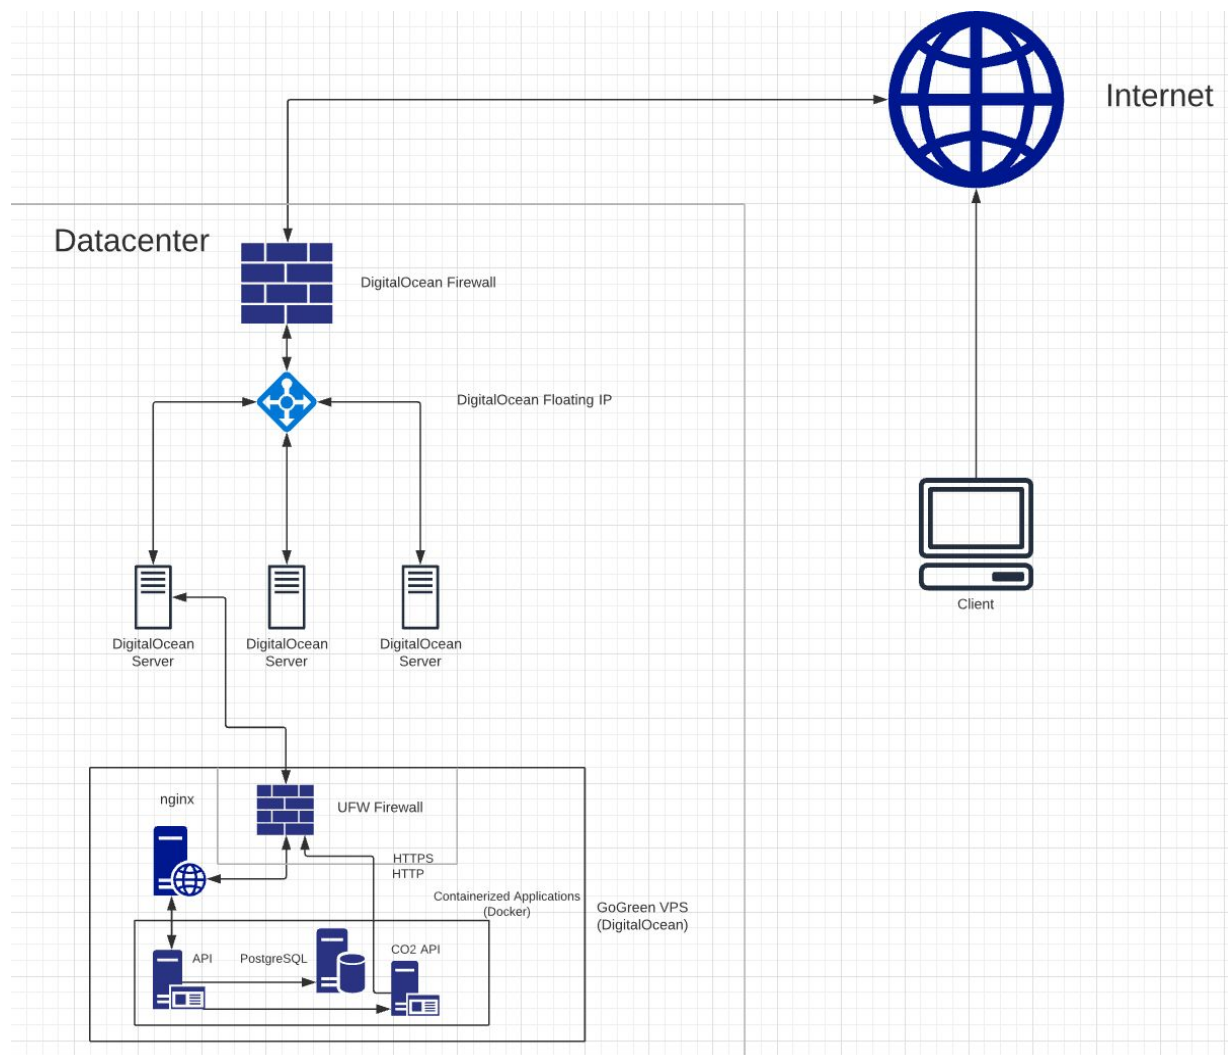 Internet
Datacenter
DigitalOcean Firewall
DigitalOcean Floating IP
DigitalOcean
Server
DigitalOcean
Server
DigitalOcean
Server
Client
nginx
UFW Firewall
HTTPS
HTTP
Containerized Applications
(Docker)
GoGreen VPS
(DigitalOcean)
API
PostgreSQL
CO2 API